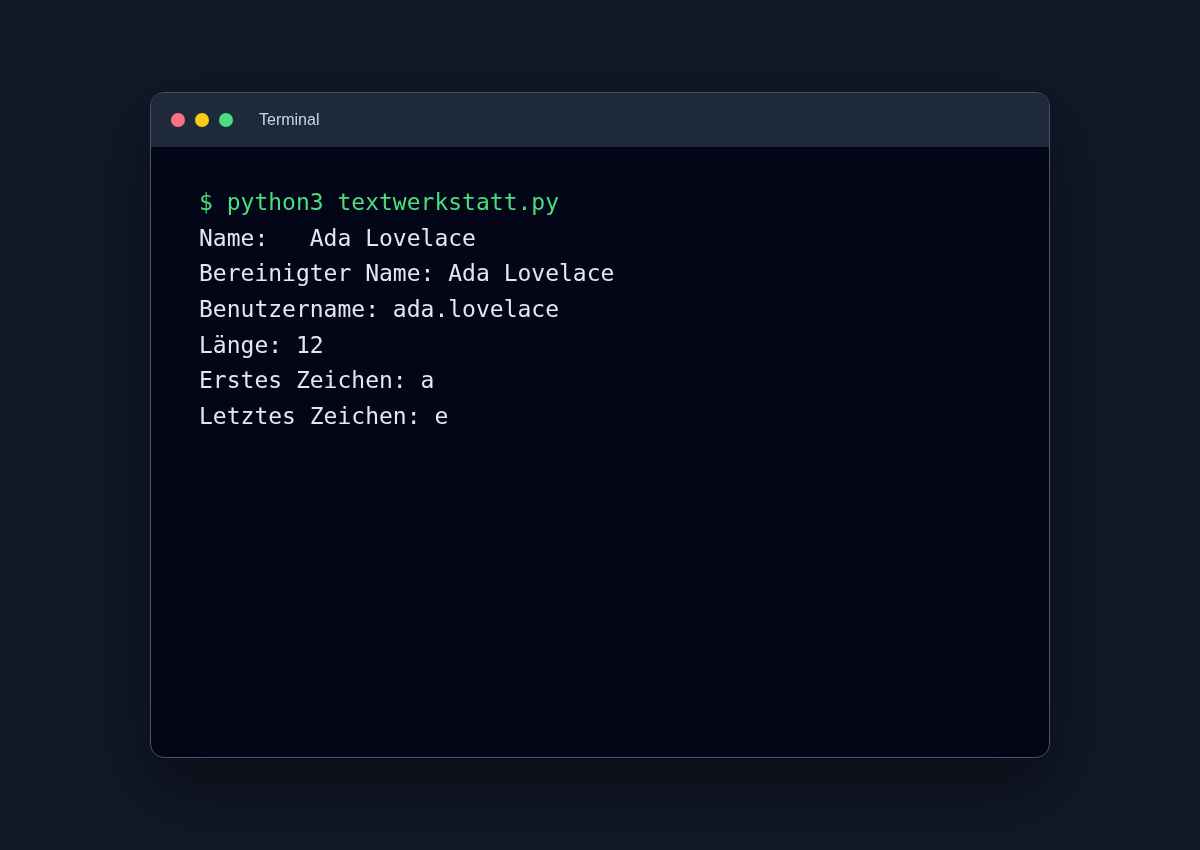 Terminal
$ python3 textwerkstatt.py
Name:   Ada Lovelace
Bereinigter Name: Ada Lovelace
Benutzername: ada.lovelace
Länge: 12
Erstes Zeichen: a
Letztes Zeichen: e